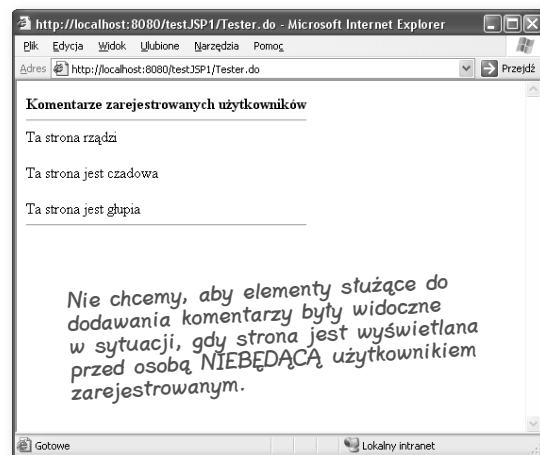 http://localhost:8080/testJSP1/Tester.do - Microsoft Internet Explorer
Plik Edycja Widok Ulubione Narzędzia Pomoc
Adres http://localhost:8080/testJSP1/Tester.do Przejdź
Komentarze zarejestrowanych użytkowników
Ta strona rządzi
Ta strona jest czadowa
Ta strona jest głupia
Nie chcemy, aby elementy służące do
dodawania komentarzy były widoczne
w sytuacji, gdy strona jest wyświetlana
przed osobą NIEBĘDĄCĄ użytkownikiem
zarejestrowanym.
Gotowe Lokalny intranet